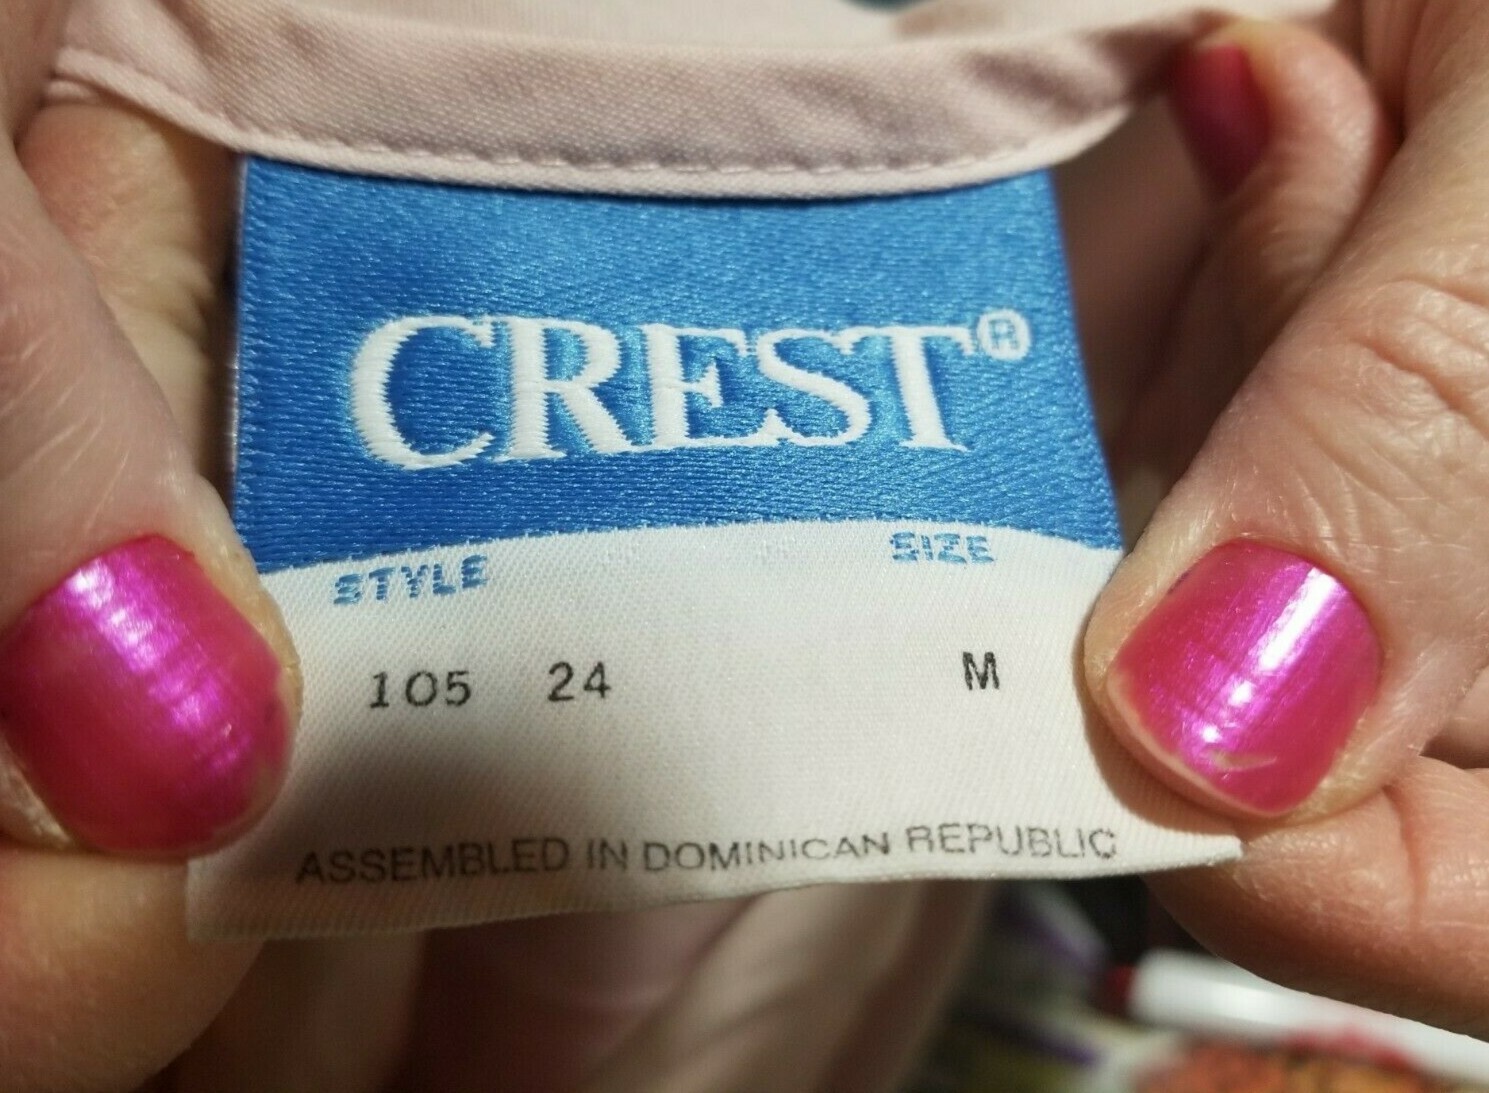 CREST®
STYLE SIZE
105 24 M
ASSEMBLED IN DOMINICAN REPUBLIC